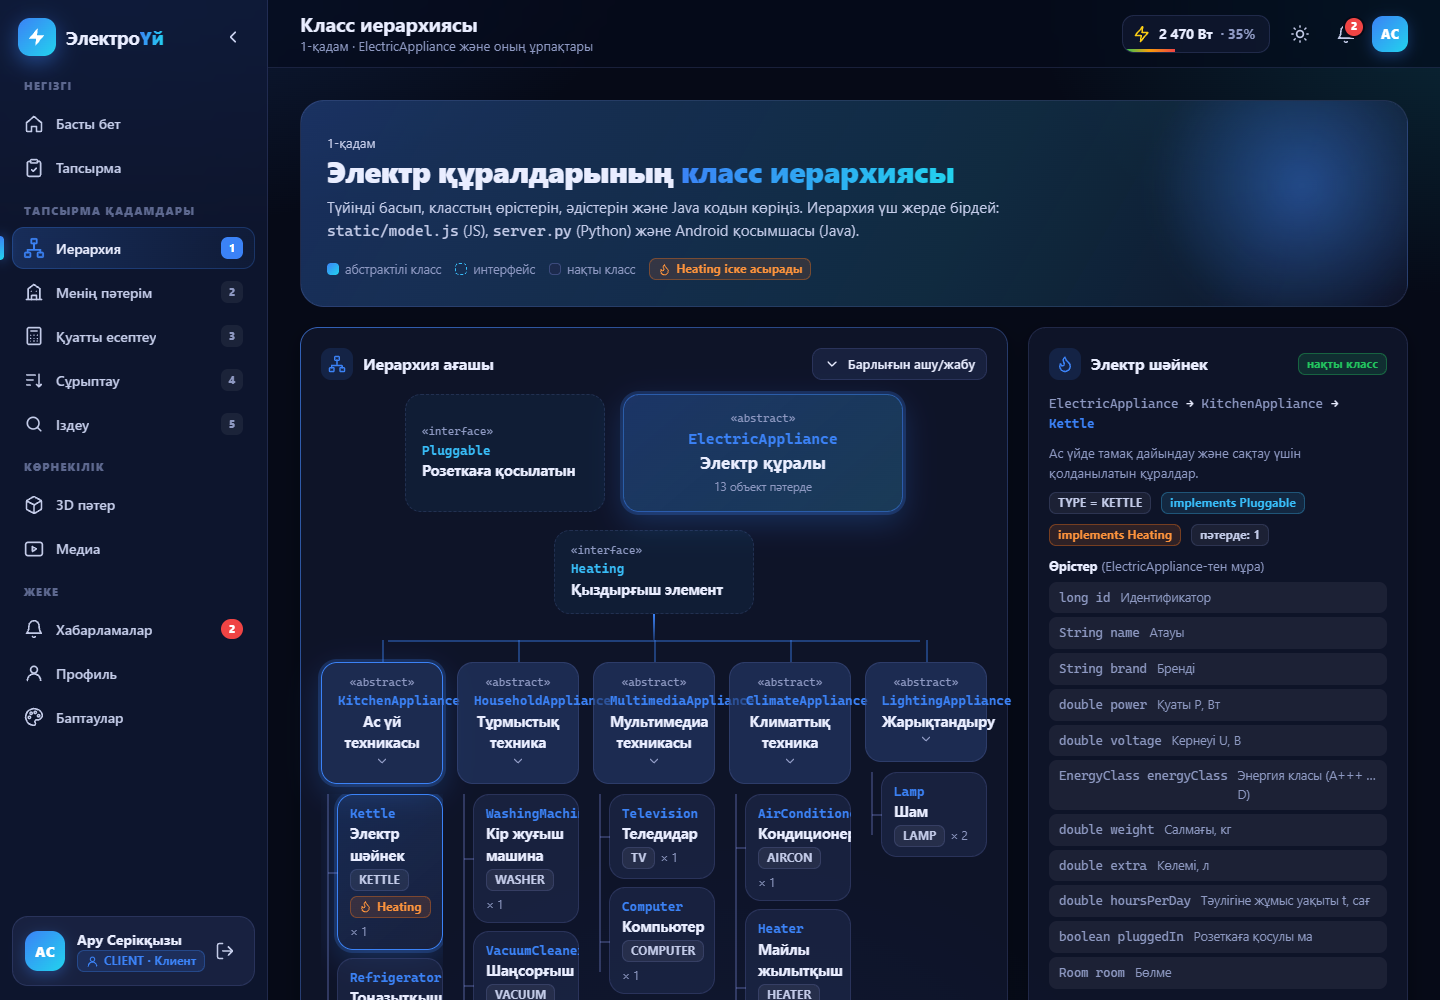 ЭлектроҮй
НЕГІЗГІ
Басты бет
Тапсырма
ТАПСЫРМА ҚАДАМДАРЫ
Иерархия 1
Менің пәтерім 2
Қуатты есептеу 3
Сұрыптау 4
Іздеу 5
КӨРНЕКІЛІК
3D пәтер
Медиа
ЖЕКЕ
Хабарламалар 2
Профиль
Баптаулар
АС
Ару Серікқызы
CLIENT · Клиент
Класс иерархиясы
1-қадам · ElectricAppliance және оның ұрпақтары
2 470 Вт · 35%
2
АС
1-қадам
Электр құралдарының класс иерархиясы
Түйінді басып, класстың өрістерін, әдістерін және Java кодын көріңіз. Иерархия үш жерде бірдей:
static/model.js (JS), server.py (Python) және Android қосымшасы (Java).
абстрактілі класс интерфейс нақты класс Heating іске асырады
Иерархия ағашы
Барлығын ашу/жабу
«interface»
Pluggable
Розеткаға қосылатын
«abstract»
ElectricAppliance
Электр құралы
13 объект пәтерде
«interface»
Heating
Қыздырғыш элемент
«abstract»
KitchenAppliance
Ас үй
техникасы
«abstract»
HouseholdAppliance
Тұрмыстық
техника
«abstract»
MultimediaAppliance
Мультимедиа
техникасы
«abstract»
ClimateAppliance
Климаттық
техника
«abstract»
LightingAppliance
Жарықтандыру
Kettle
Электр
шәйнек
KETTLE
Heating
× 1
Refrigerator
Тоңазытқыш
WashingMachi
Кір жуғыш
машина
WASHER
× 1
VacuumCleane
Шаңсорғыш
VACUUM
Television
Теледидар
TV × 1
Computer
Компьютер
COMPUTER
× 1
AirCondition
Кондиционер
AIRCON
× 1
Heater
Майлы
жылытқыш
HEATER
Lamp
Шам
LAMP × 2
Электр шәйнек
нақты класс
ElectricAppliance → KitchenAppliance →
Kettle
Ас үйде тамақ дайындау және сақтау үшін
қолданылатын құралдар.
TYPE = KETTLE implements Pluggable
implements Heating пәтерде: 1
Өрістер (ElectricAppliance-тен мұра)
long id Идентификатор
String name Атауы
String brand Бренді
double power Қуаты P, Вт
double voltage Кернеуі U, В
EnergyClass energyClass Энергия класы (A+++ …
D)
double weight Салмағы, кг
double extra Көлемі, л
double hoursPerDay Тәулігіне жұмыс уақыты t, сағ
boolean pluggedIn Розеткаға қосулы ма
Room room Бөлме